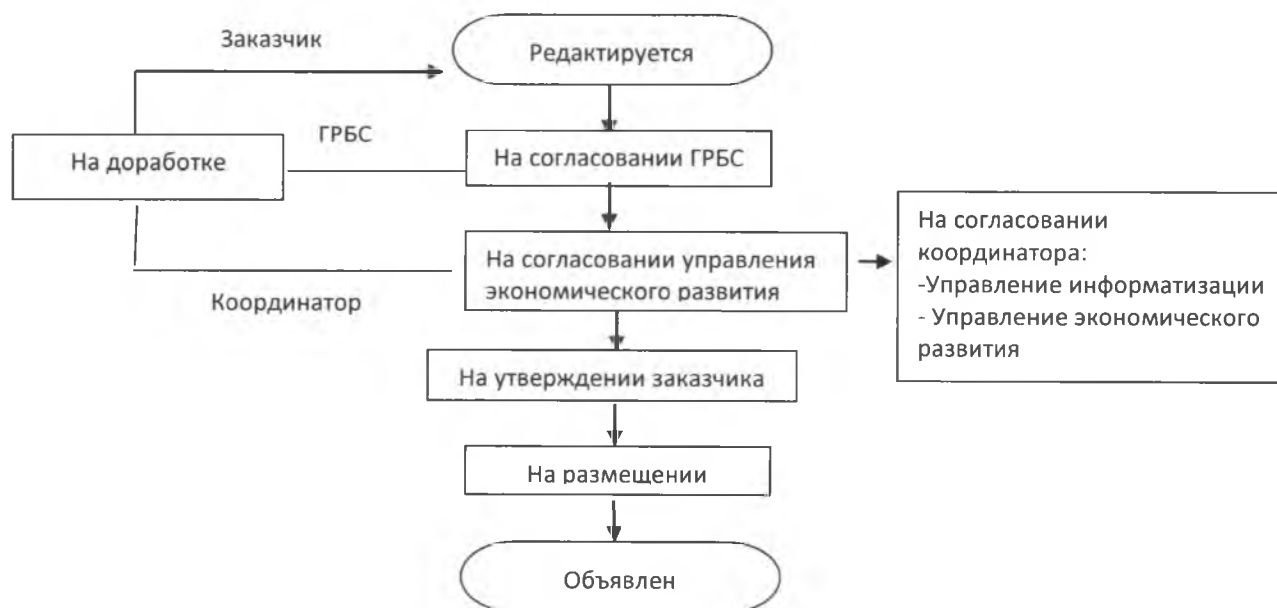 Заказчик
Редактируется
ГРБС
На доработке
На согласовании ГРБС
На согласовании управления
экономического развития
Координатор
На согласовании
координатора:
-Управление информатизации
- Управление экономического
развития
На утверждении заказчика
На размещении
Объявлен